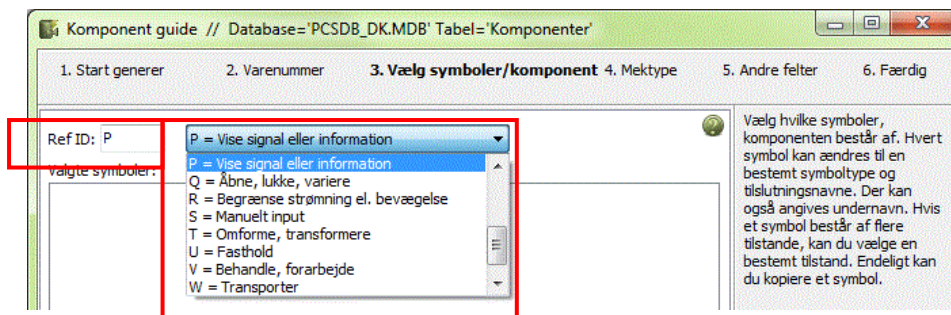 Komponent guide // Database='PCSDB_DK.MDB' Tabel='Komponenter'
1. Start generer 2. Varenummer 3. Vælg symboler/komponent 4. Mektype 5. Andre felter 6. Færdig
Ref ID: P
P = Vise signal eller information
Valgte symboler:
P = Vise signal eller information
Q = Åbne, lukke, variere
R = Begrænse strømning el. bevægelse
S = Manuelt input
T = Omforme, transformere
U = Fasthold
V = Behandle, forarbejde
W = Transporter
Vælg hvilke symboler,
komponenten består af. Hvert
symbol kan ændres til en
bestemt symboltype og
tilslutningsnavne. Der kan
også angives undernavn. Hvis
et symbol består af flere
tilstande, kan du vælge en
bestemt tilstand. Endeligt kan
du kopiere et symbol.